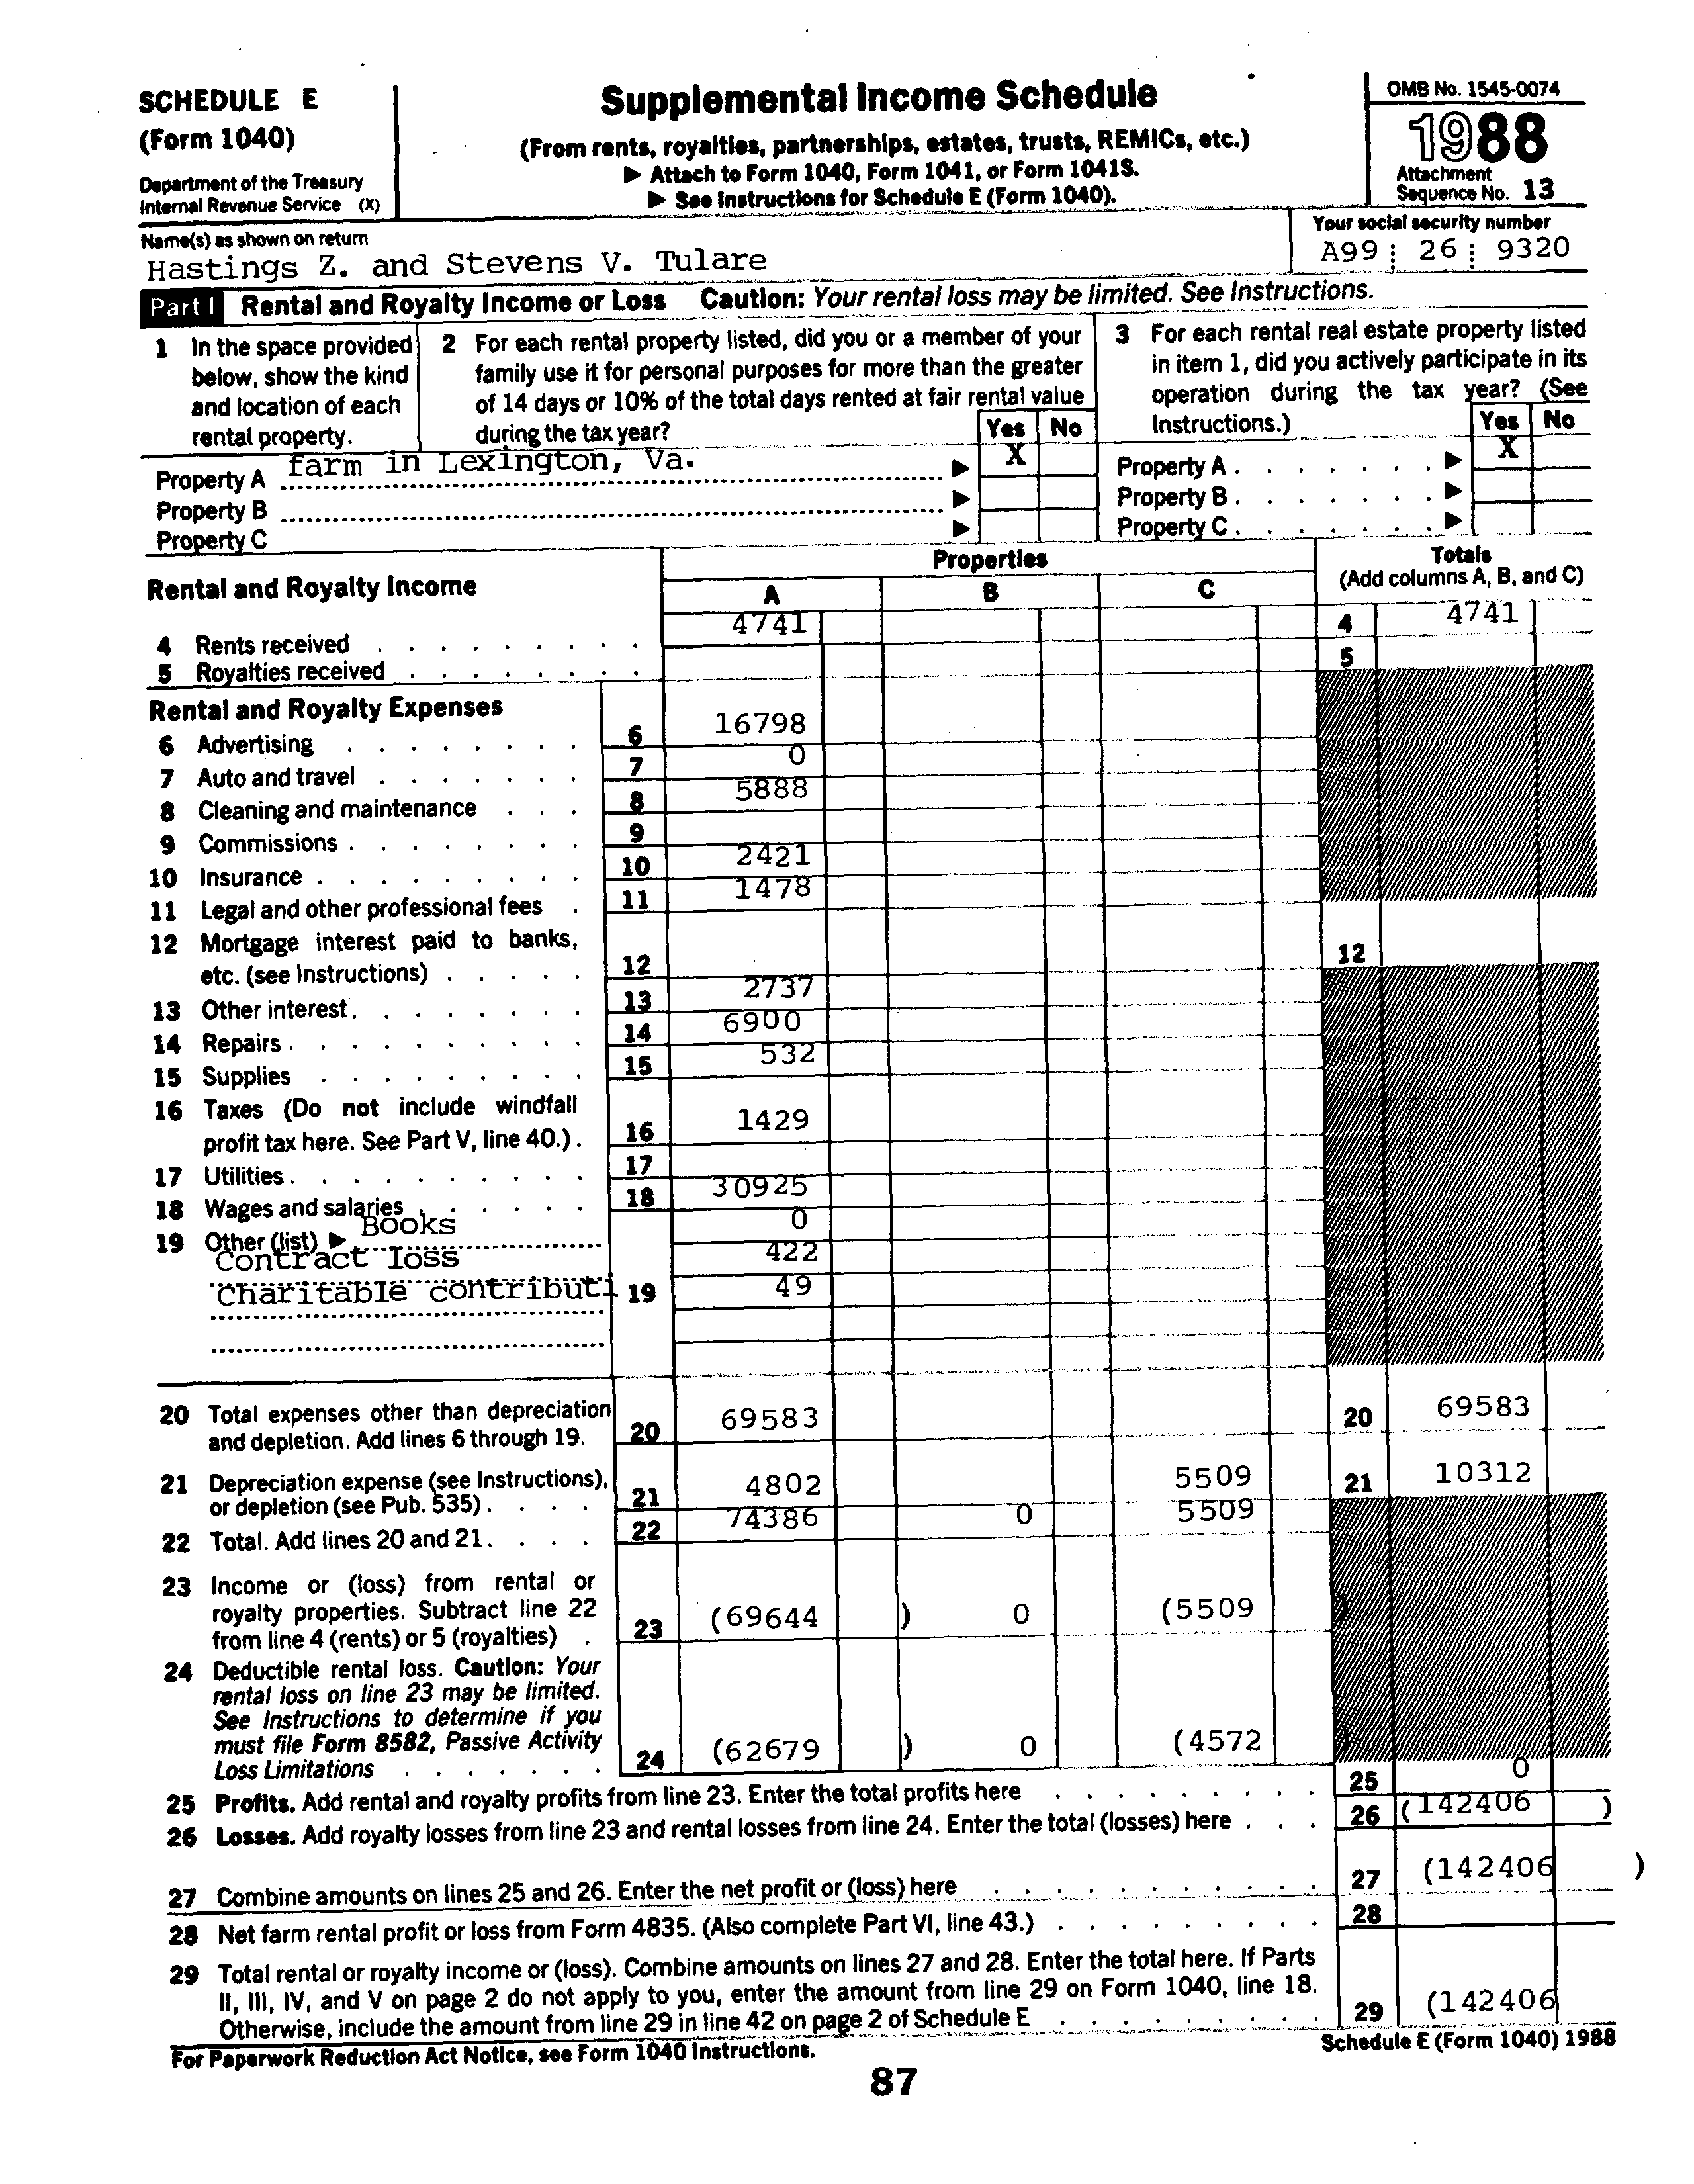 SCHEDULE E
(Form 1040)
Department of the Treasury
Internal Revenue Service (X)
Supplemental Income Schedule
(From rents, royalties, partnerships, estates, trusts, REMICs, etc.)
▶ Attach to Form 1040, Form 1041, or Form 1041S.
▶ See Instructions for Schedule E (Form 1040).
OMB No. 1545-0074
1988
Attachment
Sequence No. 13
Name(s) as shown on return
Hastings Z. and Stevens V. Tulare
Your social security number
A99 26 9320
Part I Rental and Royalty Income or Loss Caution: Your rental loss may be limited. See Instructions.
1 In the space provided
below, show the kind
and location of each
rental property.
2 For each rental property listed, did you or a member of your
family use it for personal purposes for more than the greater
of 14 days or 10% of the total days rented at fair rental value
during the tax year?
Yes No
3 For each rental real estate property listed
in item 1, did you actively participate in its
operation during the tax year? (See
Instructions.)
Yes No
Property A farm in Lexington, Va. ▶ X Property A ▶ X
Property B ▶ Property B ▶
Property C ▶ Property C ▶
Rental and Royalty Income
Properties
A B C
Totals
(Add columns A, B, and C)
4 Rents received 4741 4 4741
5 Royalties received 5
Rental and Royalty Expenses
6 Advertising 6 16798
7 Auto and travel 7 0
8 Cleaning and maintenance 8 5888
9 Commissions 9
10 Insurance 10 2421
11 Legal and other professional fees 11 1478
12 Mortgage interest paid to banks,
etc. (see Instructions) 12 12
13 Other interest 13 2737
14 Repairs 14 6900
15 Supplies 15 532
16 Taxes (Do not include windfall
profit tax here. See Part V, line 40.) 16 1429
17 Utilities 17
18 Wages and salaries 18 30925
19 Other (list) ▶ Books 0
Contract loss 422
Charitable contributi 19 49
20 Total expenses other than depreciation
and depletion. Add lines 6 through 19. 20 69583 20 69583
21 Depreciation expense (see Instructions),
or depletion (see Pub. 535) 21 4802 5509 21 10312
22 Total. Add lines 20 and 21. 22 74386 0 5509
23 Income or (loss) from rental or
royalty properties. Subtract line 22
from line 4 (rents) or 5 (royalties) 23 (69644 ) 0 (5509 )
24 Deductible rental loss. Caution: Your
rental loss on line 23 may be limited.
See Instructions to determine if you
must file Form 8582, Passive Activity
Loss Limitations 24 (62679 ) 0 (4572 )
25 Profits. Add rental and royalty profits from line 23. Enter the total profits here 25 0
26 Losses. Add royalty losses from line 23 and rental losses from line 24. Enter the total (losses) here 26 (142406 )
27 Combine amounts on lines 25 and 26. Enter the net profit or (loss) here 27 (142406 )
28 Net farm rental profit or loss from Form 4835. (Also complete Part VI, line 43.) 28
29 Total rental or royalty income or (loss). Combine amounts on lines 27 and 28. Enter the total here. If Parts
II, III, IV, and V on page 2 do not apply to you, enter the amount from line 29 on Form 1040, line 18.
Otherwise, include the amount from line 29 in line 42 on page 2 of Schedule E 29 (142406
For Paperwork Reduction Act Notice, see Form 1040 Instructions.
Schedule E (Form 1040) 1988
87